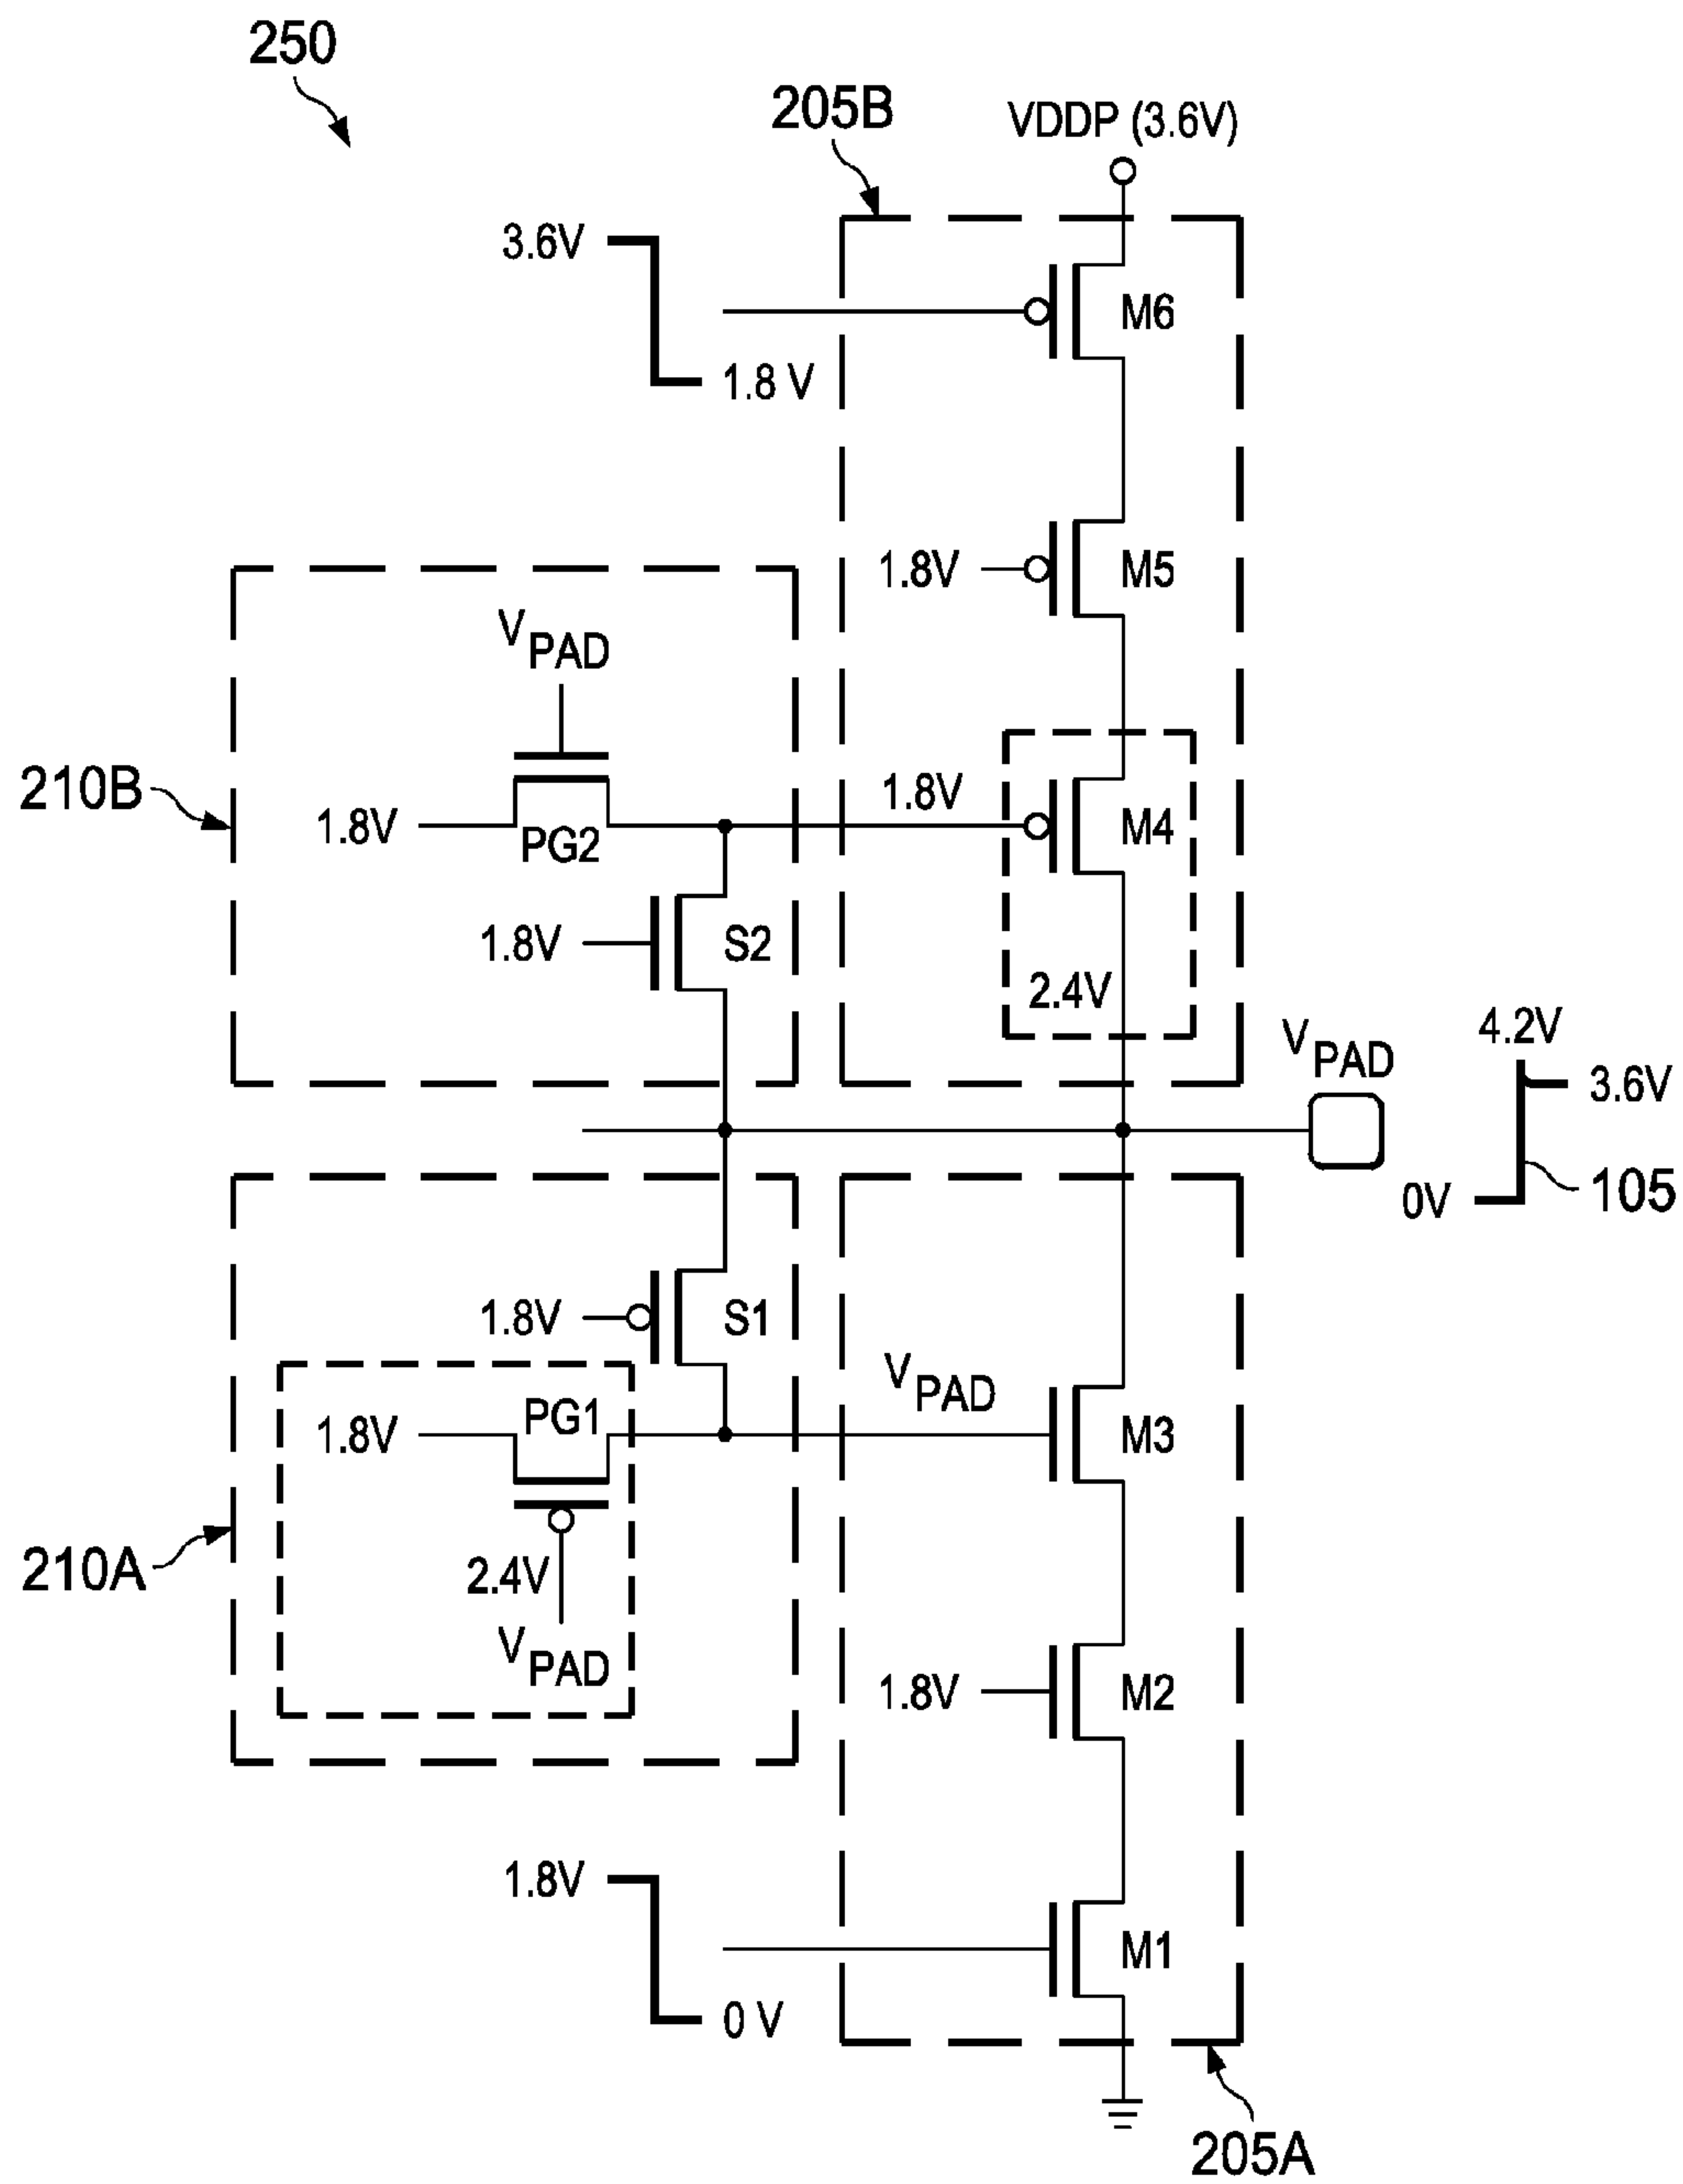 250
205B
VDDP (3.6V)
3.6V
M6
1.8 V
1.8V
M5
VPAD
210B
1.8V
PG2
1.8V
M4
1.8V
S2
2.4V
VPAD
4.2V
3.6V
0V
105
1.8V
S1
VPAD
1.8V
PG1
M3
210A
2.4V
VPAD
1.8V
M2
1.8V
M1
0 V
205A